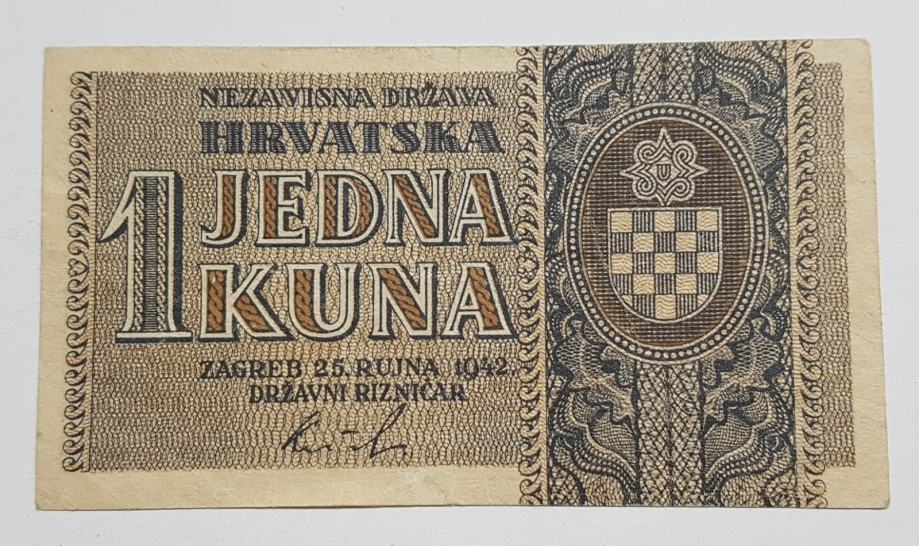 NEZAVISNA DRŽAVA
HRVATSKA
1 JEDNA
KUNA
ZAGREB 25. RUJNA 1942.
DRŽAVNI RIZNIČAR
U